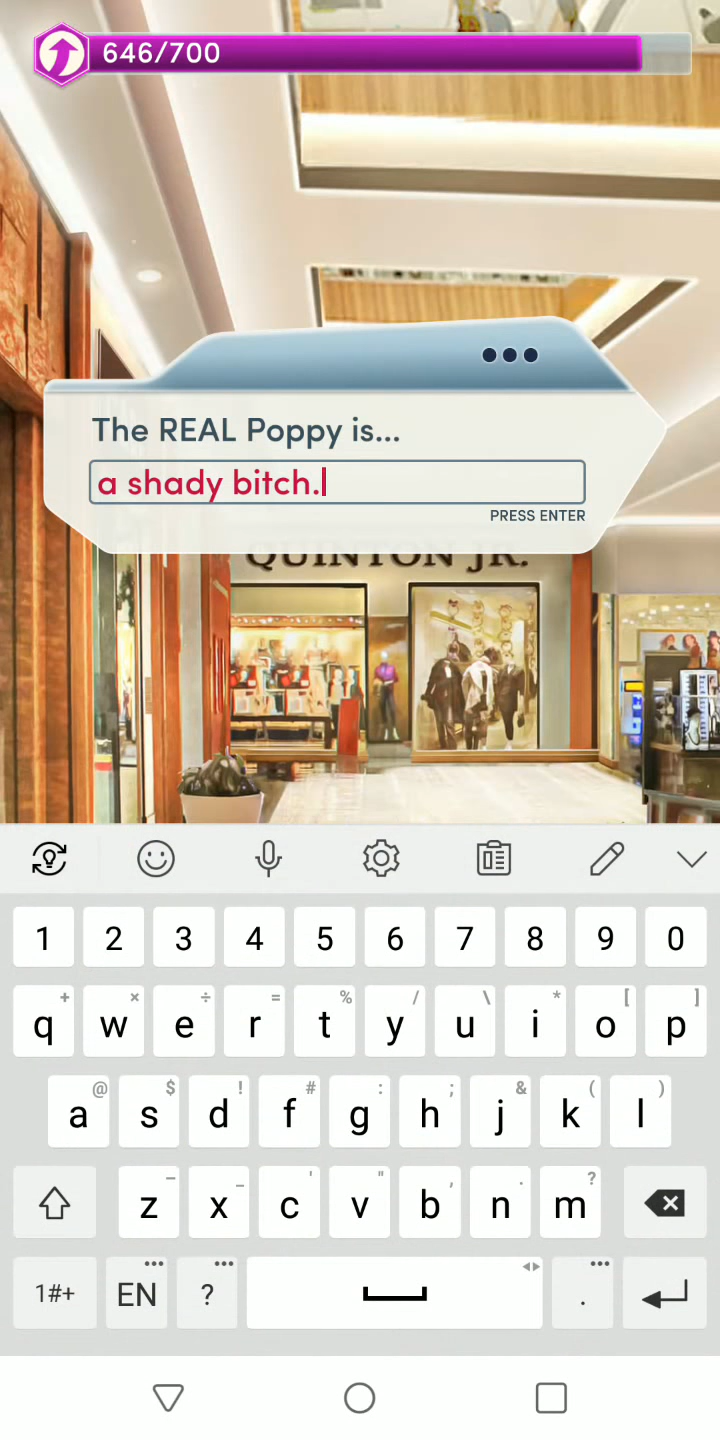 646/700
The REAL Poppy is...
a shady bitch.
PRESS ENTER
QUINTON JR.
1 2 3 4 5 6 7 8 9 0
+ × ÷ = % / \ * [ ]
q w e r t y u i o p
@ $ ! # : ; & ( )
a s d f g h j k l
– _ ' " , . ?
z x c v b n m
1#+ EN ? .